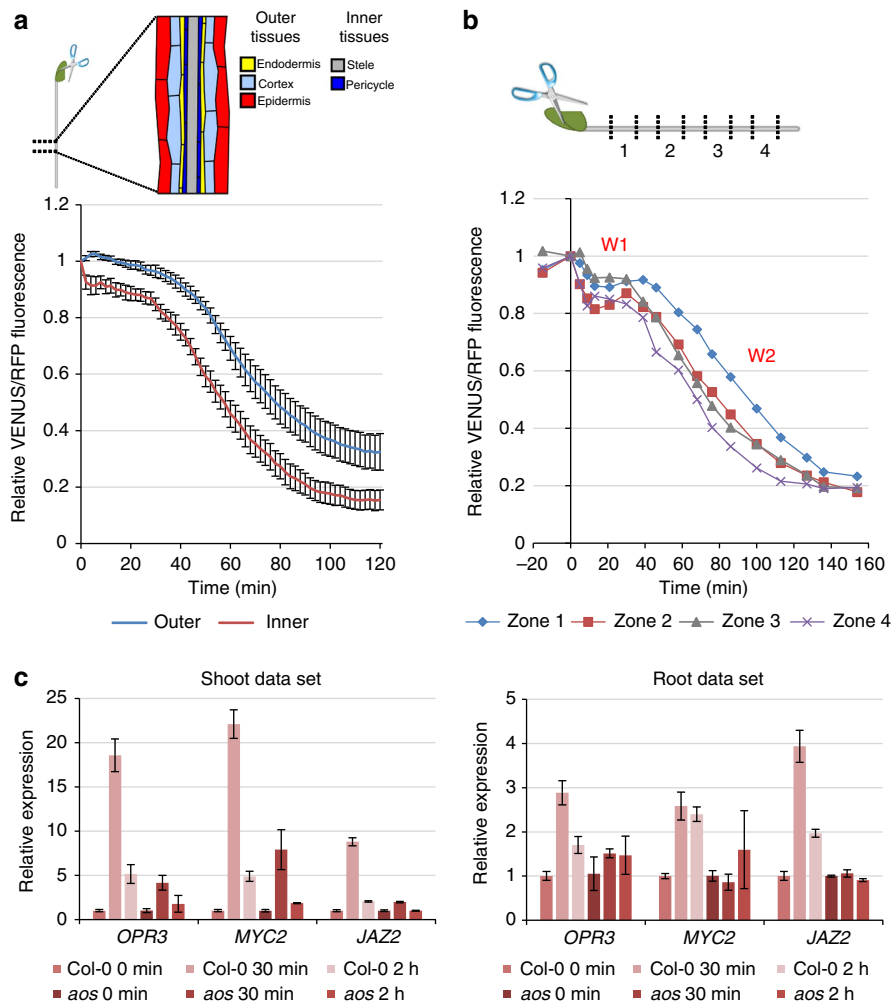 a
Outer tissues
Endodermis
Cortex
Epidermis
Inner tissues
Stele
Pericycle
Relative VENUS/RFP fluorescence
1.2
1
0.8
0.6
0.4
0.2
0
0 20 40 60 80 100 120
Time (min)
Outer Inner
b
1 2 3 4
Relative VENUS/RFP fluorescence
1.2
1
0.8
0.6
0.4
0.2
0
W1
W2
−20 0 20 40 60 80 100 120 140 160
Time (min)
Zone 1 Zone 2 Zone 3 Zone 4
c
Shoot data set
Relative expression
25
20
15
10
5
0
OPR3 MYC2 JAZ2
Col-0 0 min Col-0 30 min Col-0 2 h
aos 0 min aos 30 min aos 2 h
Root data set
Relative expression
5
4
3
2
1
0
OPR3 MYC2 JAZ2
Col-0 0 min Col-0 30 min Col-0 2 h
aos 0 min aos 30 min aos 2 h